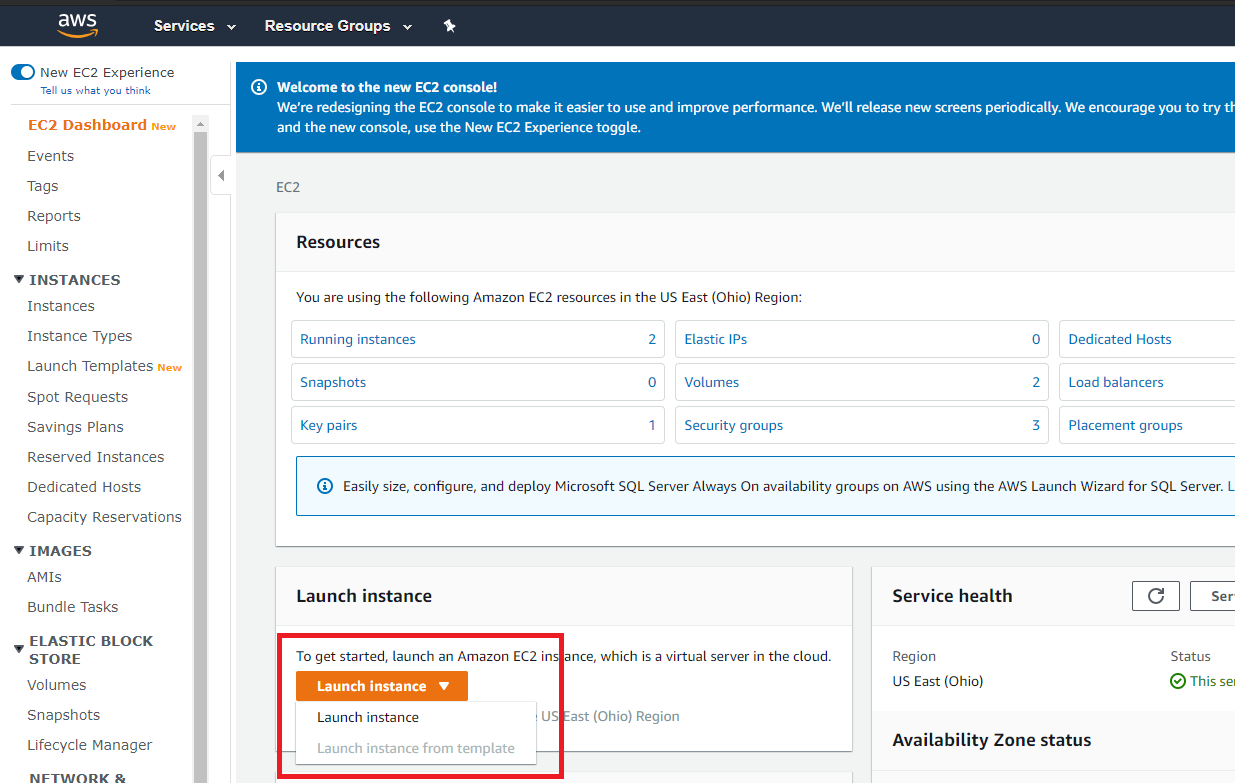 aws
Services
Resource Groups
New EC2 Experience
Tell us what you think
EC2 Dashboard New
Events
Tags
Reports
Limits
INSTANCES
Instances
Instance Types
Launch Templates New
Spot Requests
Savings Plans
Reserved Instances
Dedicated Hosts
Capacity Reservations
IMAGES
AMIs
Bundle Tasks
ELASTIC BLOCK
STORE
Volumes
Snapshots
Lifecycle Manager
NETWORK &
Welcome to the new EC2 console!
We're redesigning the EC2 console to make it easier to use and improve performance. We'll release new screens periodically. We encourage you to try
and the new console, use the New EC2 Experience toggle.
EC2
Resources
You are using the following Amazon EC2 resources in the US East (Ohio) Region:
Running instances 2 Elastic IPs 0 Dedicated Hosts
Snapshots 0 Volumes 2 Load balancers
Key pairs 1 Security groups 3 Placement groups
Easily size, configure, and deploy Microsoft SQL Server Always On availability groups on AWS using the AWS Launch Wizard for SQL Server.
Launch instance
To get started, launch an Amazon EC2 instance, which is a virtual server in the cloud.
Launch instance
Launch instance
US East (Ohio) Region
Launch instance from template
Service health
Region
US East (Ohio)
Status
This
Availability Zone status